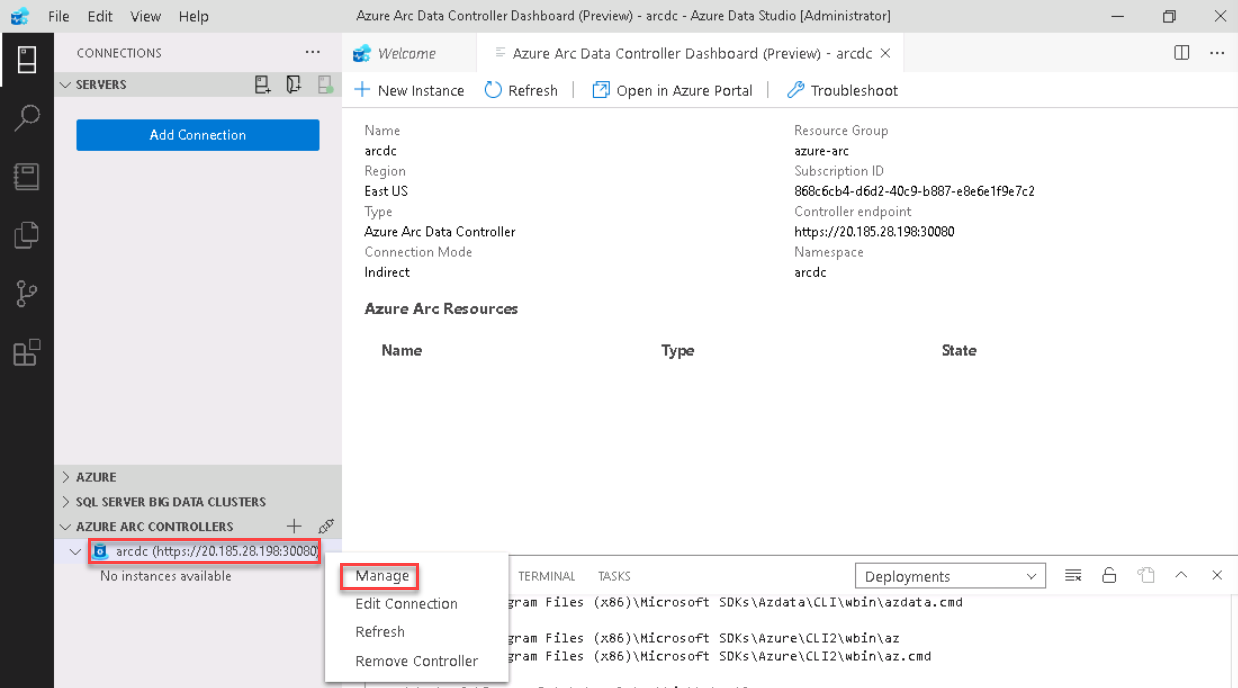 File Edit View Help
Azure Arc Data Controller Dashboard (Preview) - arcdc - Azure Data Studio [Administrator]
CONNECTIONS
SERVERS
Add Connection
AZURE
SQL SERVER BIG DATA CLUSTERS
AZURE ARC CONTROLLERS
arcdc (https://20.185.28.198:30080)
No instances available
Manage
Edit Connection
Refresh
Remove Controller
Welcome
Azure Arc Data Controller Dashboard (Preview) - arcdc
New Instance Refresh Open in Azure Portal Troubleshoot
Name
arcdc
Region
East US
Type
Azure Arc Data Controller
Connection Mode
Indirect
Resource Group
azure-arc
Subscription ID
868c6cb4-d6d2-40c9-b887-e8e6e1f9e7c2
Controller endpoint
https://20.185.28.198:30080
Namespace
arcdc
Azure Arc Resources
Name Type State
TERMINAL TASKS Deployments
gram Files (x86)\Microsoft SDKs\Azdata\CLI\wbin\azdata.cmd
gram Files (x86)\Microsoft SDKs\Azure\CLI2\wbin\az
gram Files (x86)\Microsoft SDKs\Azure\CLI2\wbin\az.cmd